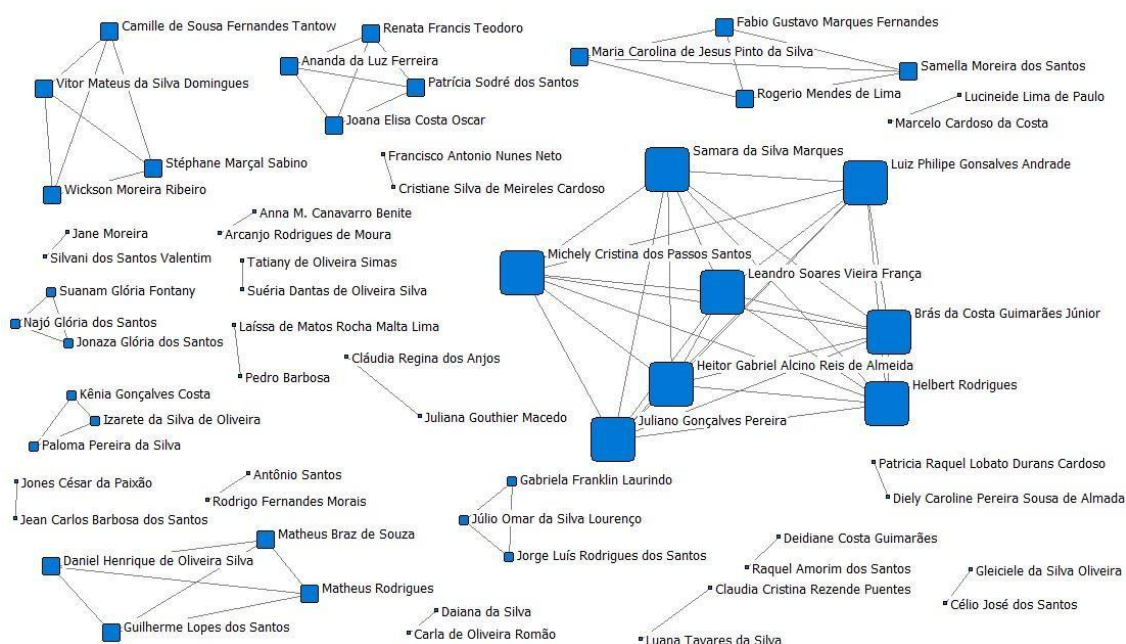 Camille de Sousa Fernandes Tantow
Vitor Mateus da Silva Domingues
Stéphane Marçal Sabino
Wickson Moreira Ribeiro
Renata Francis Teodoro
Ananda da Luz Ferreira
Patrícia Sodré dos Santos
Joana Elisa Costa Oscar
Fabio Gustavo Marques Fernandes
Maria Carolina de Jesus Pinto da Silva
Samella Moreira dos Santos
Rogerio Mendes de Lima
Lucineide Lima de Paulo
Marcelo Cardoso da Costa
Francisco Antonio Nunes Neto
Cristiane Silva de Meireles Cardoso
Samara da Silva Marques
Luiz Philipe Gonsalves Andrade
Michely Cristina dos Passos Santos
Leandro Soares Vieira França
Brás da Costa Guimarães Júnior
Heitor Gabriel Alcino Reis de Almeida
Helbert Rodrigues
Juliano Gonçalves Pereira
Anna M. Canavarro Benite
Arcanjo Rodrigues de Moura
Jane Moreira
Silvani dos Santos Valentim
Tatiany de Oliveira Simas
Suéria Dantas de Oliveira Silva
Suanam Glória Fontany
Najó Glória dos Santos
Jonaza Glória dos Santos
Laíssa de Matos Rocha Malta Lima
Pedro Barbosa
Cláudia Regina dos Anjos
Juliana Gouthier Macedo
Kênia Gonçalves Costa
Izarete da Silva de Oliveira
Paloma Pereira da Silva
Jones César da Paixão
Jean Carlos Barbosa dos Santos
Antônio Santos
Rodrigo Fernandes Morais
Gabriela Franklin Laurindo
Júlio Omar da Silva Lourenço
Jorge Luís Rodrigues dos Santos
Patricia Raquel Lobato Durans Cardoso
Diely Caroline Pereira Sousa de Almada
Matheus Braz de Souza
Daniel Henrique de Oliveira Silva
Matheus Rodrigues
Guilherme Lopes dos Santos
Daiana da Silva
Carla de Oliveira Romão
Deidiane Costa Guimarães
Raquel Amorim dos Santos
Claudia Cristina Rezende Puentes
Luana Tavares da Silva
Gleiciele da Silva Oliveira
Célio José dos Santos